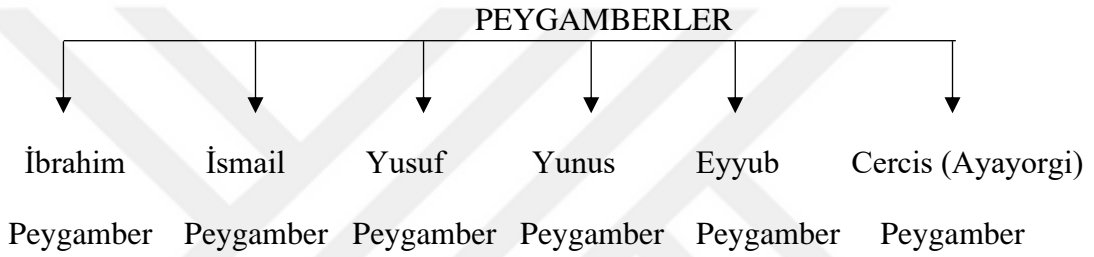 PEYGAMBERLER
İbrahim İsmail Yusuf Yunus Eyyub Cercis (Ayayorgi)
Peygamber Peygamber Peygamber Peygamber Peygamber Peygamber